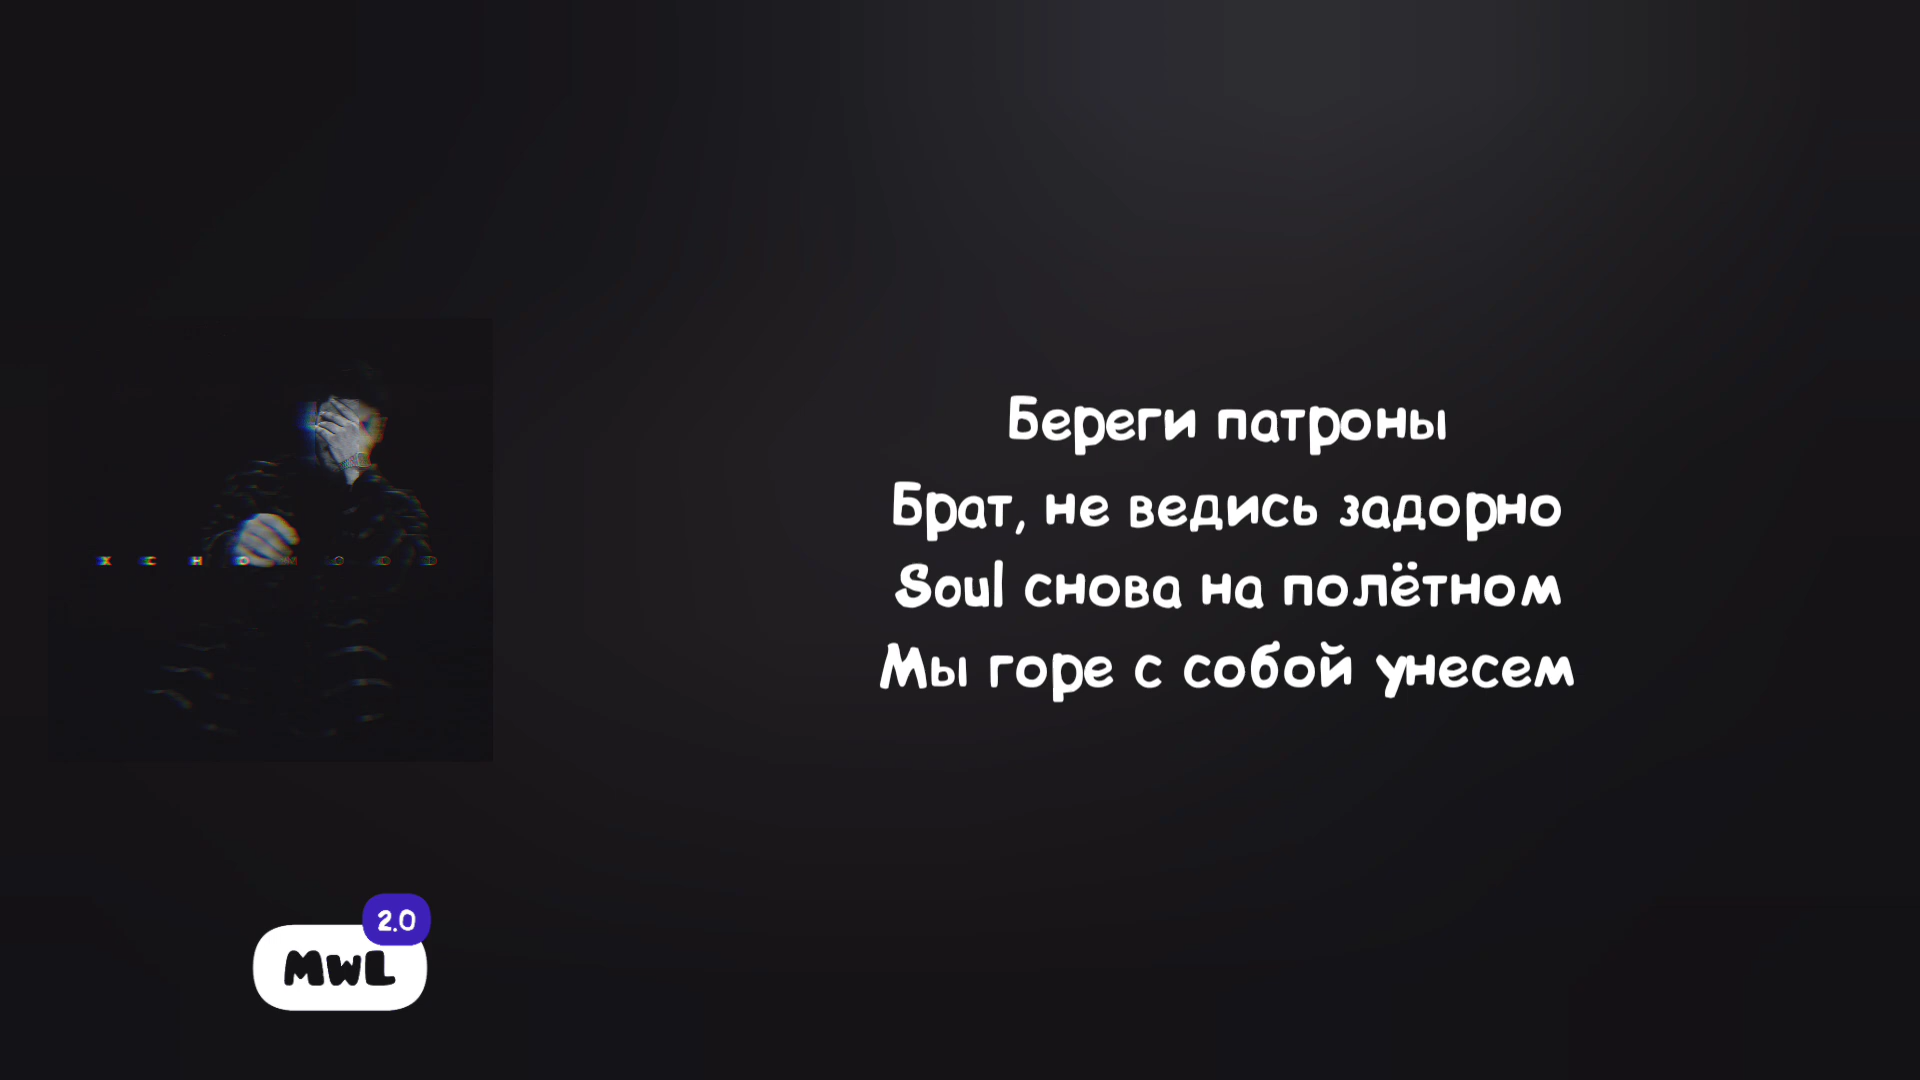 Береги патроны
Брат, не ведись задорно
Soul снова на полётном
Мы горе с собой унесем
X C H D M O O D
2.0
MWL